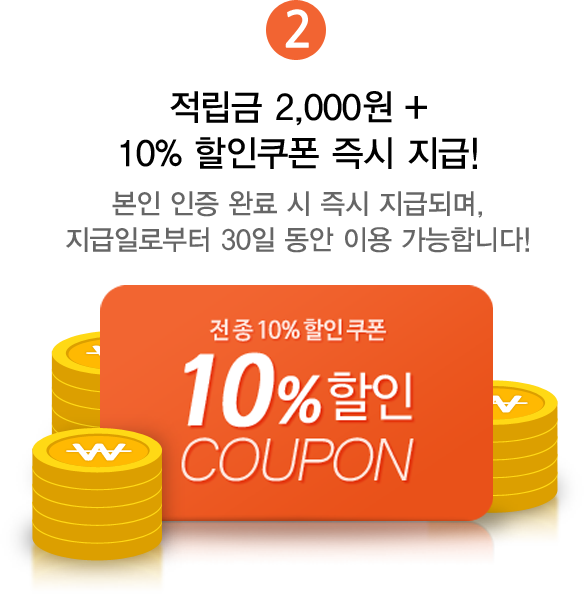 2
적립금 2,000원 +
10% 할인쿠폰 즉시 지급!
본인 인증 완료 시 즉시 지급되며,
지급일로부터 30일 동안 이용 가능합니다!
전 종 10% 할인 쿠폰
10% 할인
COUPON
₩
₩
₩